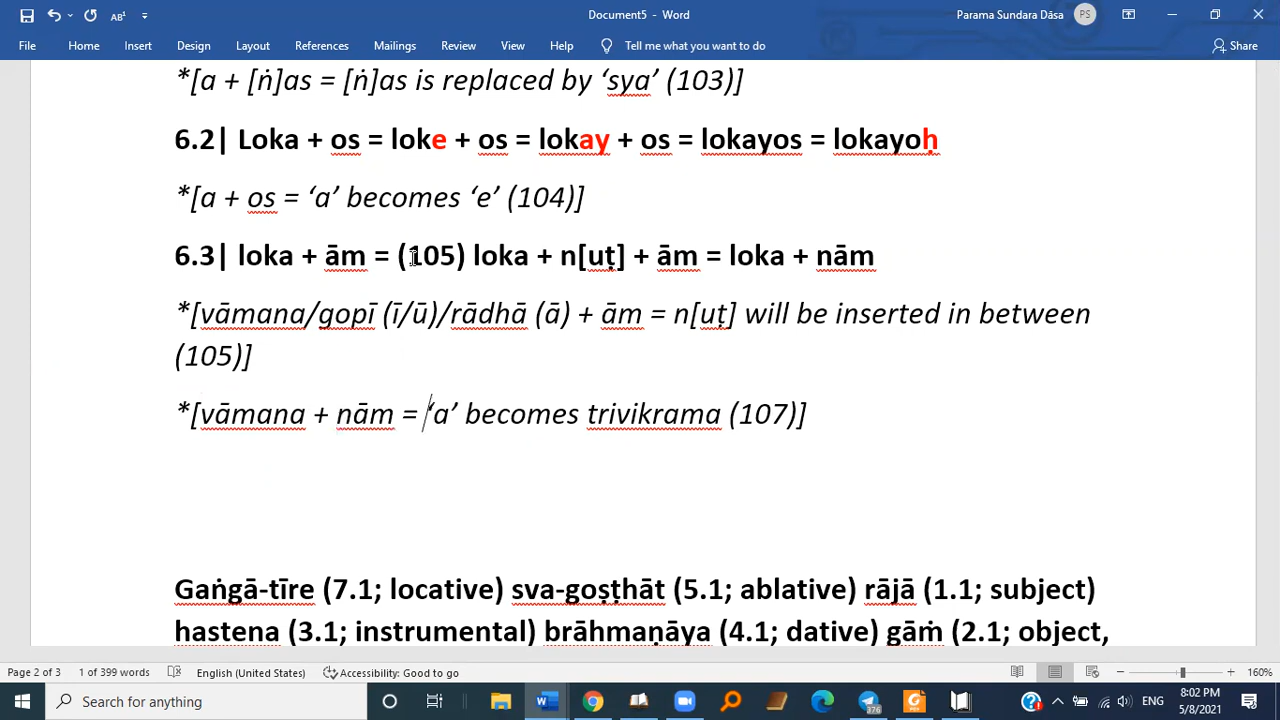 Document5 - Word
Parama Sundara Dāsa
PS
File Home Insert Design Layout References Mailings Review View Help Tell me what you want to do
Share
*[a + [ṅ]as = [ṅ]as is replaced by ‘sya’ (103)]
6.2| Loka + os = loke + os = lokay + os = lokayos = lokayoḥ
*[a + os = ‘a’ becomes ‘e’ (104)]
6.3| loka + ām = (105) loka + n[uṭ] + ām = loka + nām
*[vāmana/gopī (ī/ū)/rādhā (ā) + ām = n[uṭ] will be inserted in between
(105)]
*[vāmana + nām = ‘a’ becomes trivikrama (107)]
Gaṅgā-tīre (7.1; locative) sva-goṣṭhāt (5.1; ablative) rājā (1.1; subject)
hastena (3.1; instrumental) brāhmaṇāya (4.1; dative) gāṁ (2.1; object,
Page 2 of 3 1 of 399 words English (United States) Accessibility: Good to go 160%
Search for anything
376
ENG
8:02 PM
5/8/2021